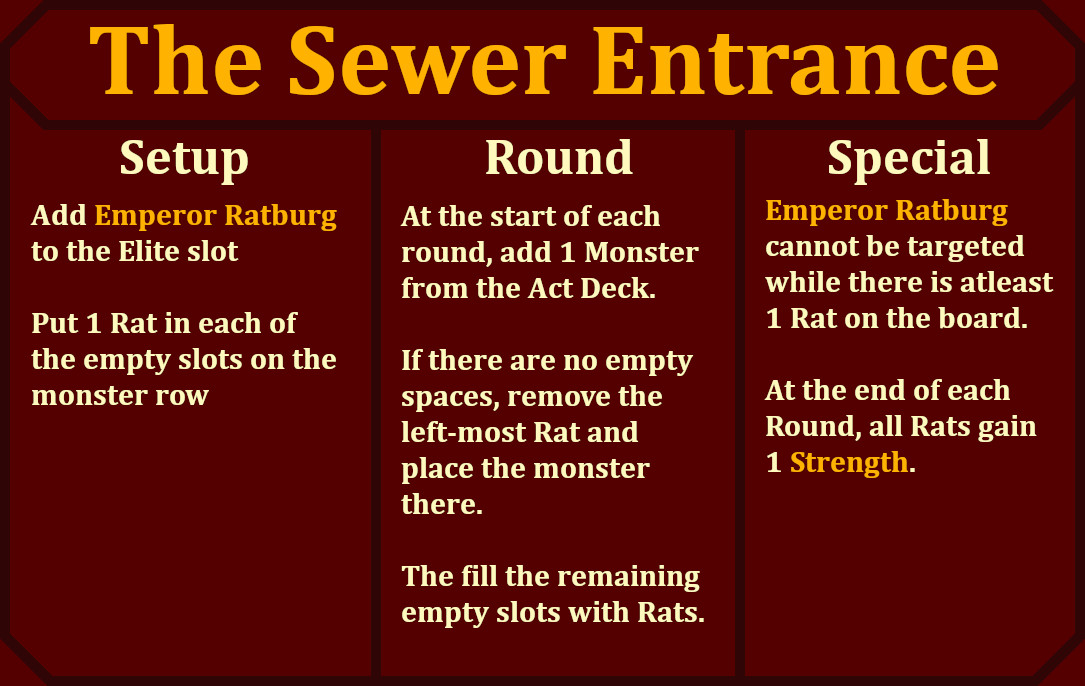 The Sewer Entrance
Setup
Add Emperor Ratburg
to the Elite slot
Put 1 Rat in each of
the empty slots on the
monster row
Round
At the start of each
round, add 1 Monster
from the Act Deck.
If there are no empty
spaces, remove the
left-most Rat and
place the monster
there.
The fill the remaining
empty slots with Rats.
Special
Emperor Ratburg
cannot be targeted
while there is atleast
1 Rat on the board.
At the end of each
Round, all Rats gain
1 Strength.